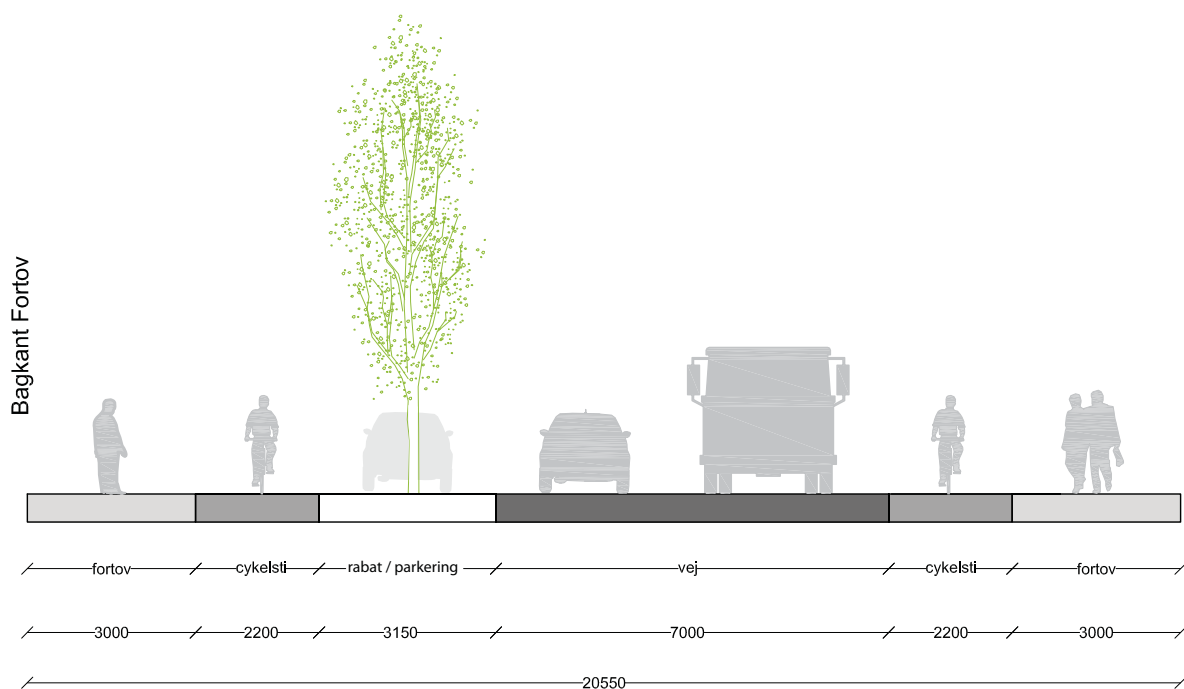 Bagkant Fortov
fortov cykelsti rabat / parkering vej cykelsti fortov
3000 2200 3150 7000 2200 3000
20550